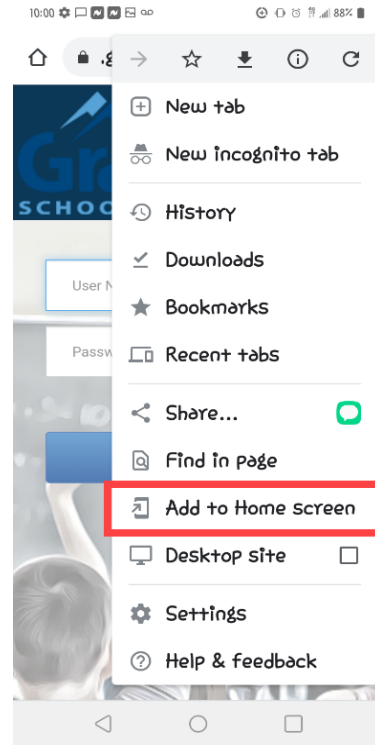 10:00 88%
New tab
New incognito tab
SCHOO
History
Downloads
User N
Bookmarks
Passw
Recent tabs
Share...
Find in page
Add to Home screen
Desktop site
Settings
Help & feedback